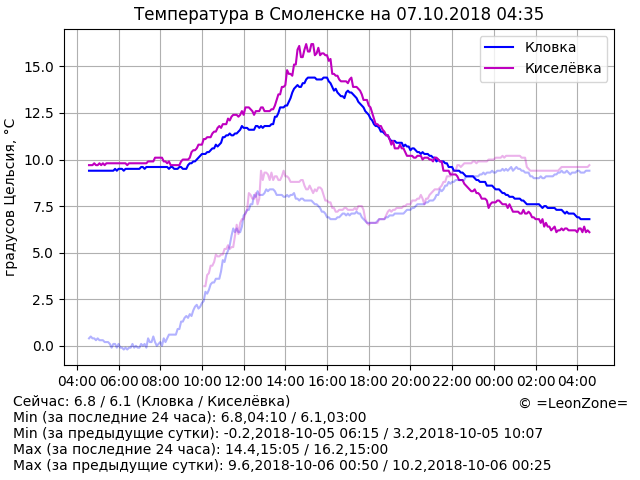 Температура в Смоленске на 07.10.2018 04:35
Кловка
Киселёвка
градусов Цельсия, °C
15.0
12.5
10.0
7.5
5.0
2.5
0.0
04:00 06:00 08:00 10:00 12:00 14:00 16:00 18:00 20:00 22:00 00:00 02:00 04:00
Сейчас: 6.8 / 6.1 (Кловка / Киселёвка)
© =LeonZone=
Min (за последние 24 часа): 6.8,04:10 / 6.1,03:00
Min (за предыдущие сутки): -0.2,2018-10-05 06:15 / 3.2,2018-10-05 10:07
Max (за последние 24 часа): 14.4,15:05 / 16.2,15:00
Max (за предыдущие сутки): 9.6,2018-10-06 00:50 / 10.2,2018-10-06 00:25